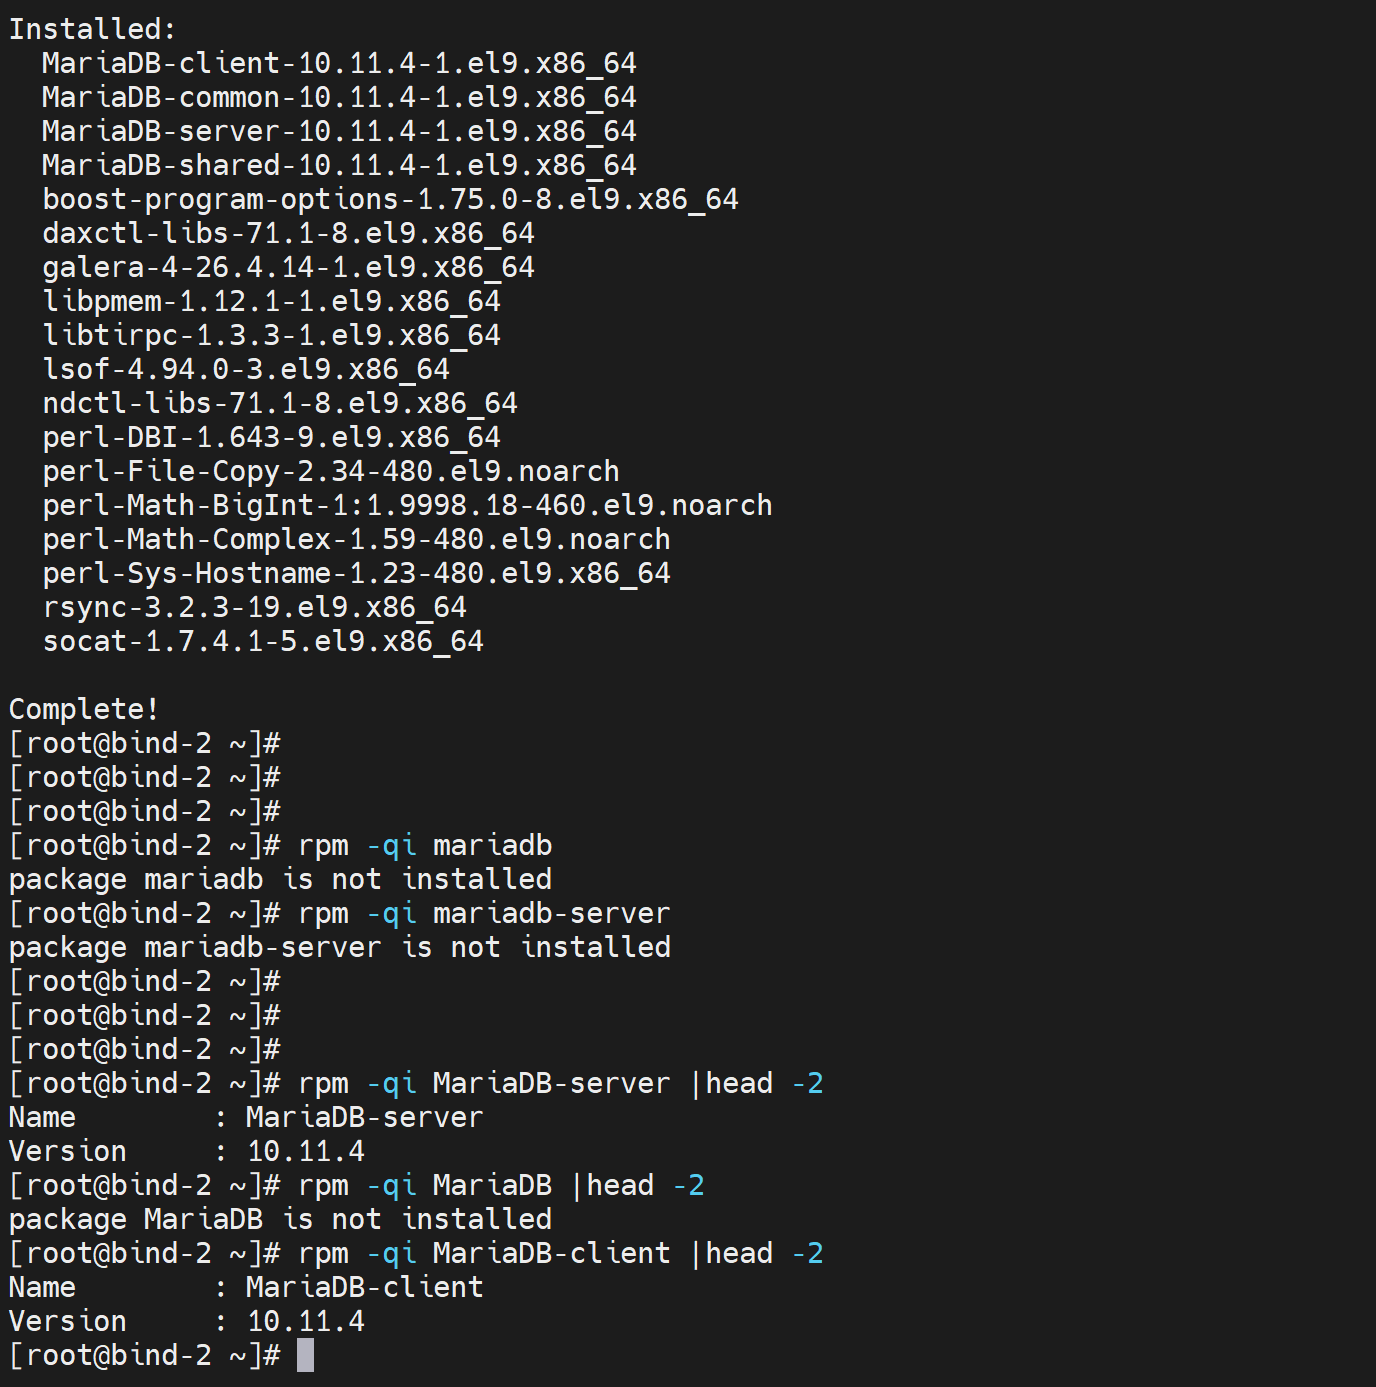 Installed:
  MariaDB-client-10.11.4-1.el9.x86_64
  MariaDB-common-10.11.4-1.el9.x86_64
  MariaDB-server-10.11.4-1.el9.x86_64
  MariaDB-shared-10.11.4-1.el9.x86_64
  boost-program-options-1.75.0-8.el9.x86_64
  daxctl-libs-71.1-8.el9.x86_64
  galera-4-26.4.14-1.el9.x86_64
  libpmem-1.12.1-1.el9.x86_64
  libtirpc-1.3.3-1.el9.x86_64
  lsof-4.94.0-3.el9.x86_64
  ndctl-libs-71.1-8.el9.x86_64
  perl-DBI-1.643-9.el9.x86_64
  perl-File-Copy-2.34-480.el9.noarch
  perl-Math-BigInt-1:1.9998.18-460.el9.noarch
  perl-Math-Complex-1.59-480.el9.noarch
  perl-Sys-Hostname-1.23-480.el9.x86_64
  rsync-3.2.3-19.el9.x86_64
  socat-1.7.4.1-5.el9.x86_64

Complete!
[root@bind-2 ~]#
[root@bind-2 ~]#
[root@bind-2 ~]#
[root@bind-2 ~]# rpm -qi mariadb
package mariadb is not installed
[root@bind-2 ~]# rpm -qi mariadb-server
package mariadb-server is not installed
[root@bind-2 ~]#
[root@bind-2 ~]#
[root@bind-2 ~]#
[root@bind-2 ~]# rpm -qi MariaDB-server |head -2
Name        : MariaDB-server
Version     : 10.11.4
[root@bind-2 ~]# rpm -qi MariaDB |head -2
package MariaDB is not installed
[root@bind-2 ~]# rpm -qi MariaDB-client |head -2
Name        : MariaDB-client
Version     : 10.11.4
[root@bind-2 ~]#